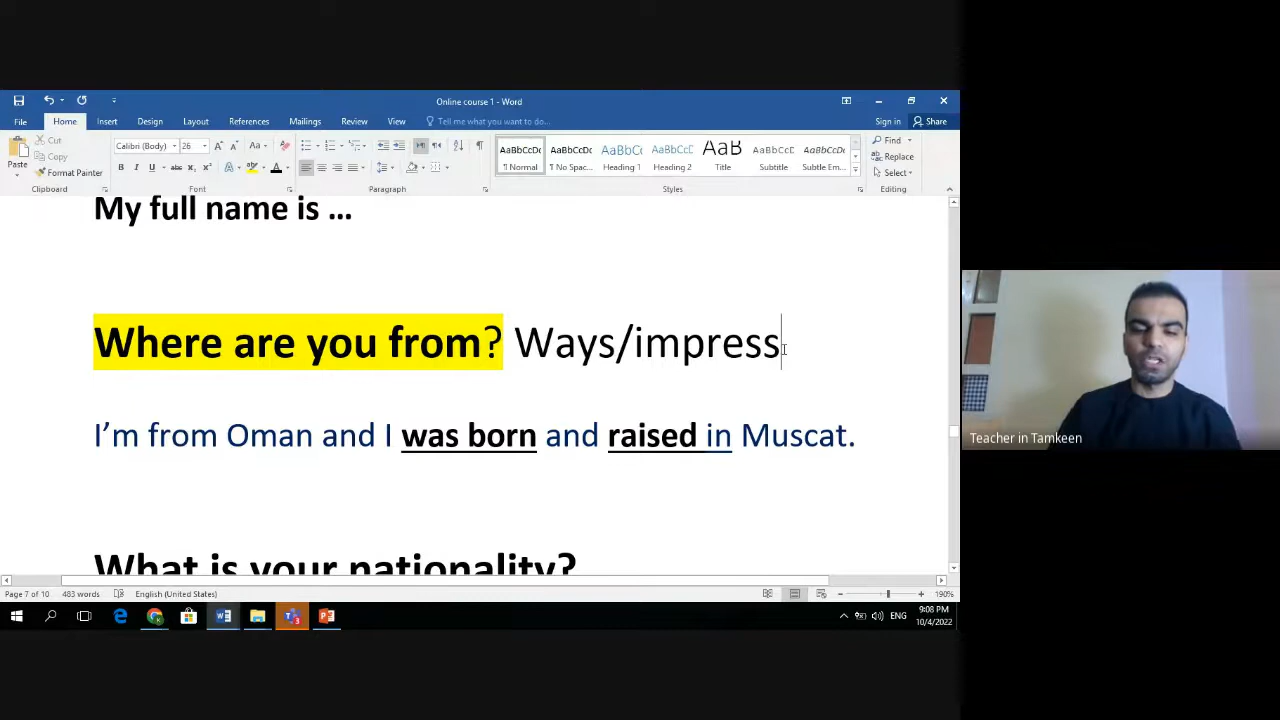 Online course 1 - Word
File Home Insert Design Layout References Mailings Review View Tell me what you want to do... Sign in Share
Paste Cut Copy Format Painter Clipboard
Calibri (Body) 26 Font
Paragraph
AaBbCcDc ¶ Normal AaBbCcDc ¶ No Spac... AaBbCc Heading 1 AaBbCcC Heading 2 AaB Title AaBbCcD Subtitle AaBbCcDc Subtle Em... Styles
Find Replace Select Editing
My full name is …
Where are you from? Ways/impress
I’m from Oman and I was born and raised in Muscat.
What is your nationality?
Teacher in Tamkeen
Page 7 of 10 483 words English (United States) 190%
ENG 9:08 PM
10/4/2022